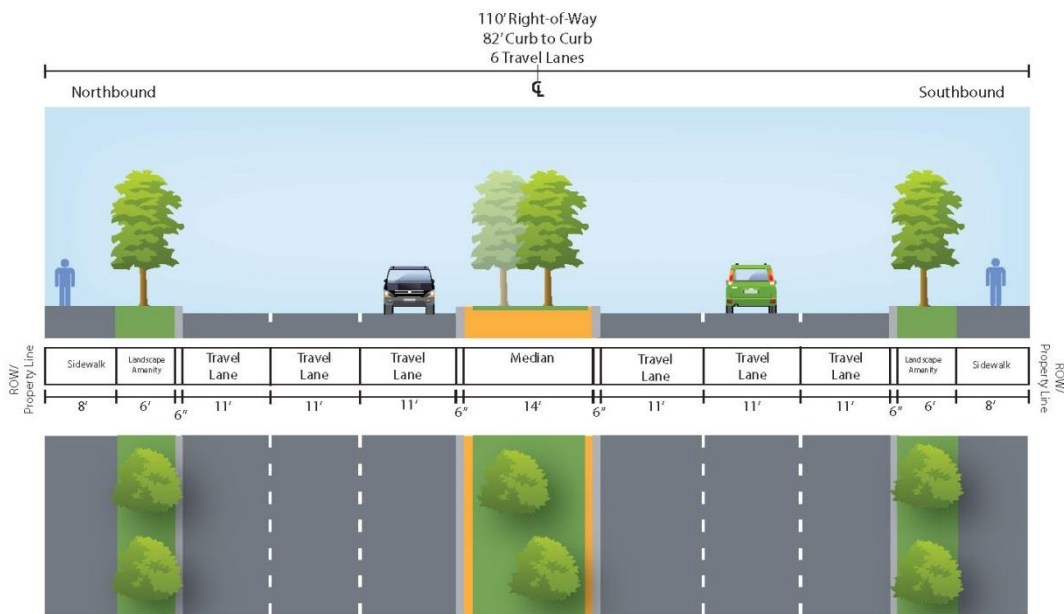 110' Right-of-Way
82' Curb to Curb
6 Travel Lanes
Northbound
℄
Southbound
ROW/
Property Line
Sidewalk
Landscape
Amenity
Travel
Lane
Travel
Lane
Travel
Lane
Median
Travel
Lane
Travel
Lane
Travel
Lane
Landscape
Amenity
Sidewalk
ROW/
Property Line
8'
6'
6"
11'
11'
11'
6"
14'
6"
11'
11'
11'
6"
6'
8'